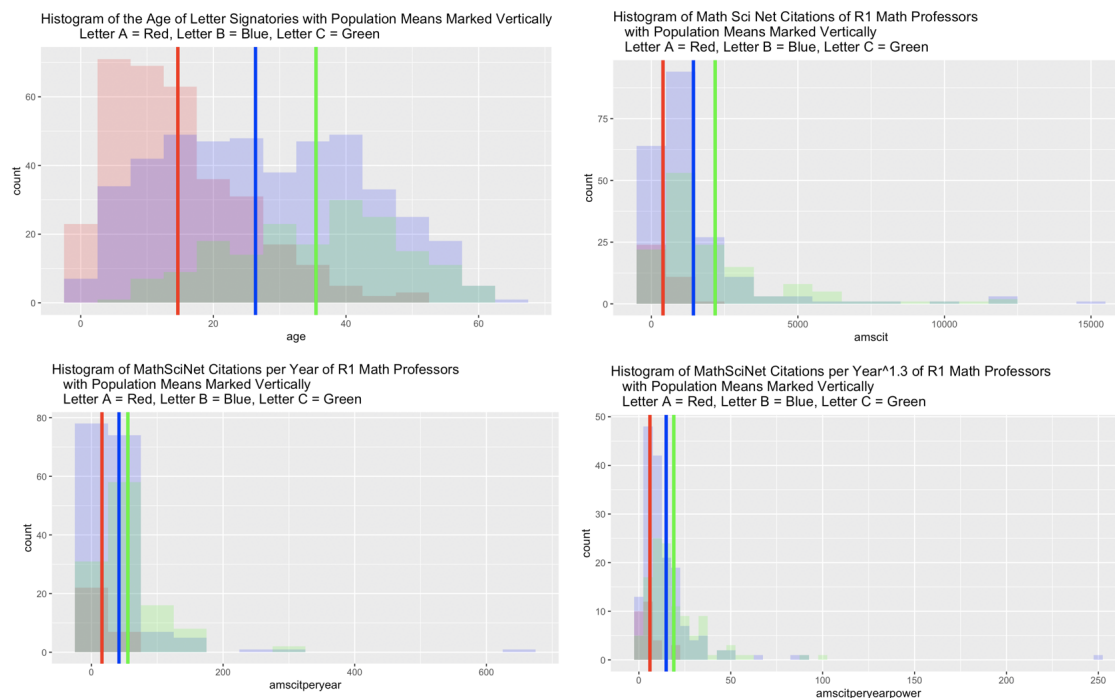 Histogram of the Age of Letter Signatories with Population Means Marked Vertically
Letter A = Red, Letter B = Blue, Letter C = Green
60
40
20
0
count
0 20 40 60
age
Histogram of Math Sci Net Citations of R1 Math Professors
with Population Means Marked Vertically
Letter A = Red, Letter B = Blue, Letter C = Green
75
50
25
0
count
0 5000 10000 15000
amscit
Histogram of MathSciNet Citations per Year of R1 Math Professors
with Population Means Marked Vertically
Letter A = Red, Letter B = Blue, Letter C = Green
80
60
40
20
0
count
0 200 400 600
amscitperyear
Histogram of MathSciNet Citations per Year^1.3 of R1 Math Professors
with Population Means Marked Vertically
Letter A = Red, Letter B = Blue, Letter C = Green
50
40
30
20
10
0
count
0 50 100 150 200 250
amscitperyearpower